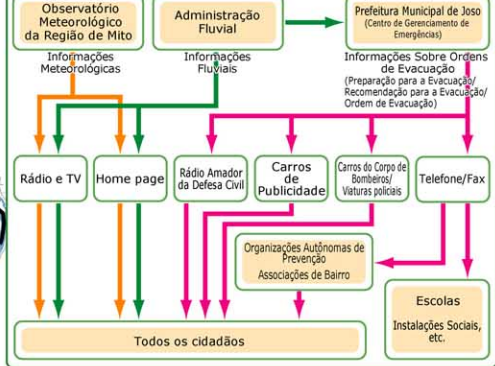 Observatório
Meteorológico
da Região de Mito
Administração
Fluvial
Prefeitura Municipal de Joso
(Centro de Gerenciamento de
Emergências)
Informações
Meteorológicas
Informações
Fluviais
Informações Sobre Ordens
de Evacuação
(Preparação para a Evacuação/
Recomendação para a Evacuação/
Ordem de Evacuação)
Rádio e TV
Home page
Rádio Amador
da Defesa Civil
Carros
de
Publicidade
Carros do Corpo de
Bombeiros/
Viaturas policiais
Telefone/Fax
Organizações Autônomas de
Prevenção
Associações de Bairro
Escolas
Instalações Sociais,
etc.
Todos os cidadãos